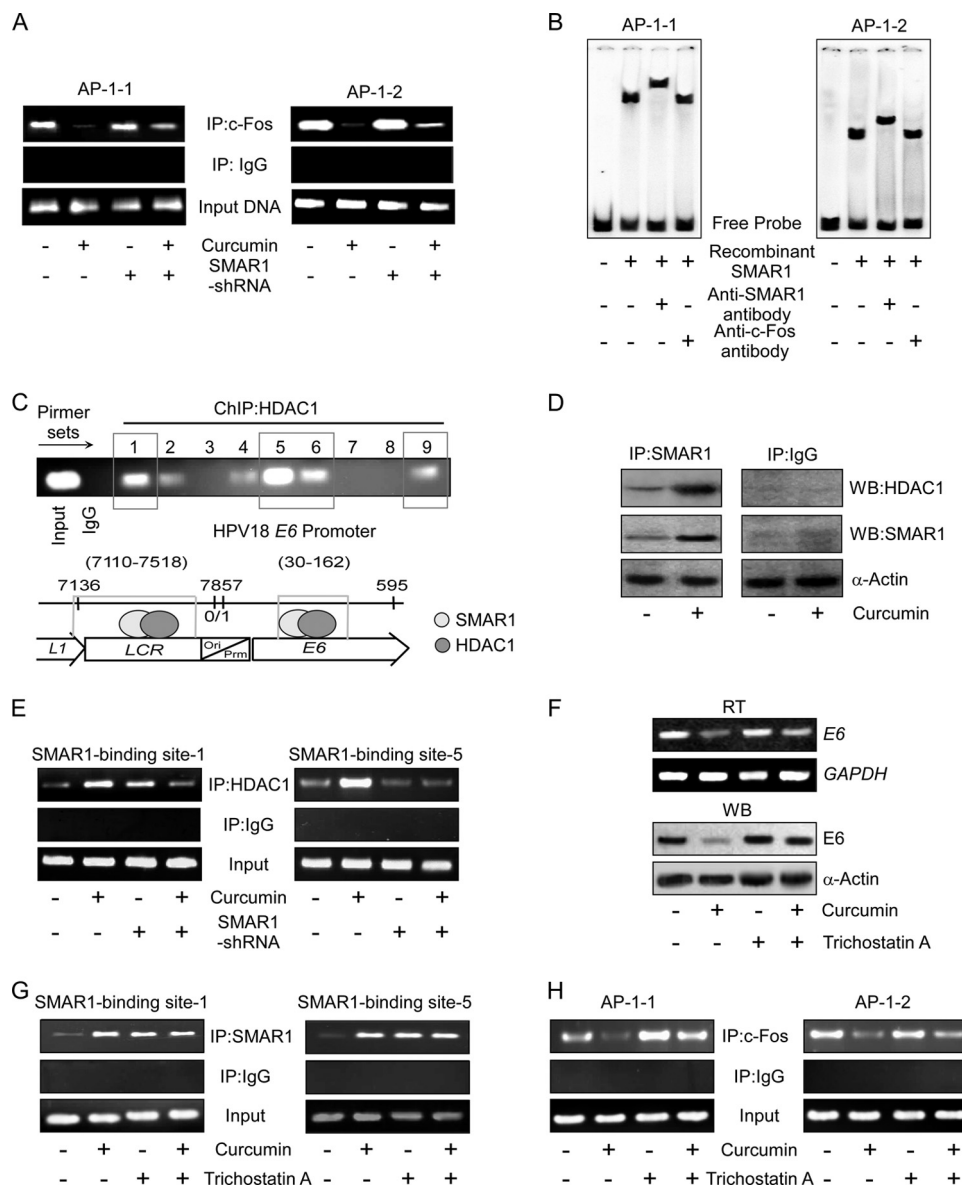 A
AP-1-1
AP-1-2
IP:c-Fos
IP: IgG
Input DNA
- + - + Curcumin - + - +
- - + + SMAR1 -shRNA - - + +
B
AP-1-1
AP-1-2
Free Probe
- + + + Recombinant SMAR1 - + + +
- - + Anti-SMAR1 antibody - - +
- - - + Anti-c-Fos antibody - - - +
C
Pirmer sets
ChIP:HDAC1
1 2 3 4 5 6 7 8 9
Input
IgG
HPV18 E6 Promoter
(7110-7518) (30-162)
7136 7857 595
0/1
SMAR1
HDAC1
L1 LCR Ori Prm E6
D
IP:SMAR1 IP:IgG
WB:HDAC1
WB:SMAR1
α-Actin
- + - +
Curcumin
E
SMAR1-binding site-1 SMAR1-binding site-5
IP:HDAC1
IP:IgG
Input
- + - + Curcumin - + - +
- - + + SMAR1 -shRNA - - + +
F
RT
E6
GAPDH
WB
E6
α-Actin
- + - + Curcumin
- - + + Trichostatin A
G
SMAR1-binding site-1 SMAR1-binding site-5
IP:SMAR1
IP:IgG
Input
- + - + Curcumin - + - +
- - + + Trichostatin A - - + +
H
AP-1-1 AP-1-2
IP:c-Fos
IP:IgG
Input
- + - + Curcumin - + - +
- - + + Trichostatin A - - + +